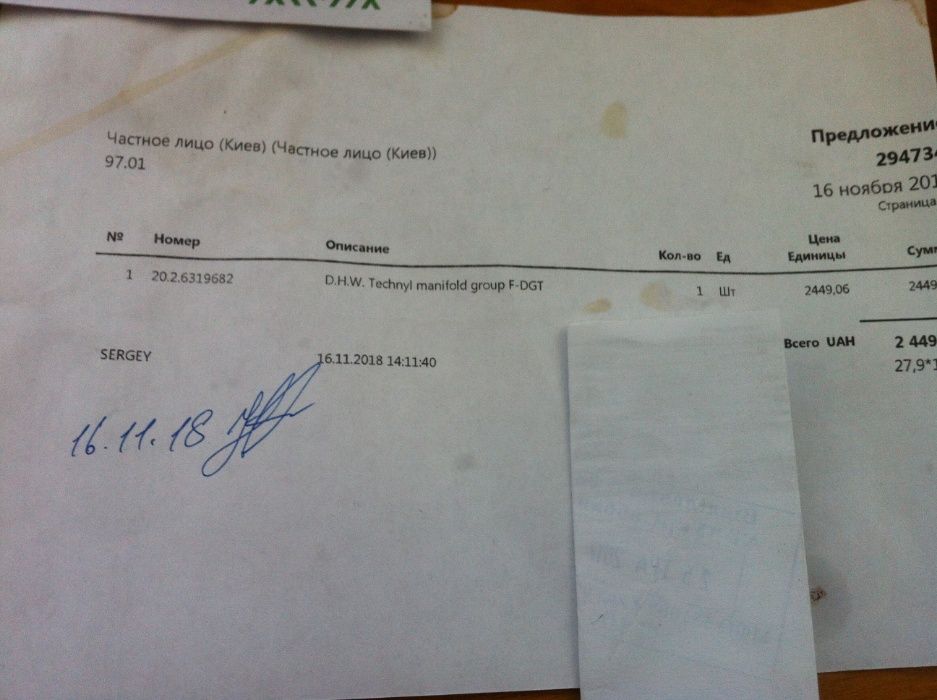 Частное лицо (Киев) (Частное лицо (Киев))
97.01
Предложени
29473
16 ноября 201
Страница
№ Номер Описание Кол-во Ед Цена Единицы Сумм
1 20.2.6319682 D.H.W. Technyl manifold group F-DGT 1 Шт 2449,06 2449
Всего UAH 2 449
27,9*1
SERGEY 16.11.2018 14:11:40
16.11.18